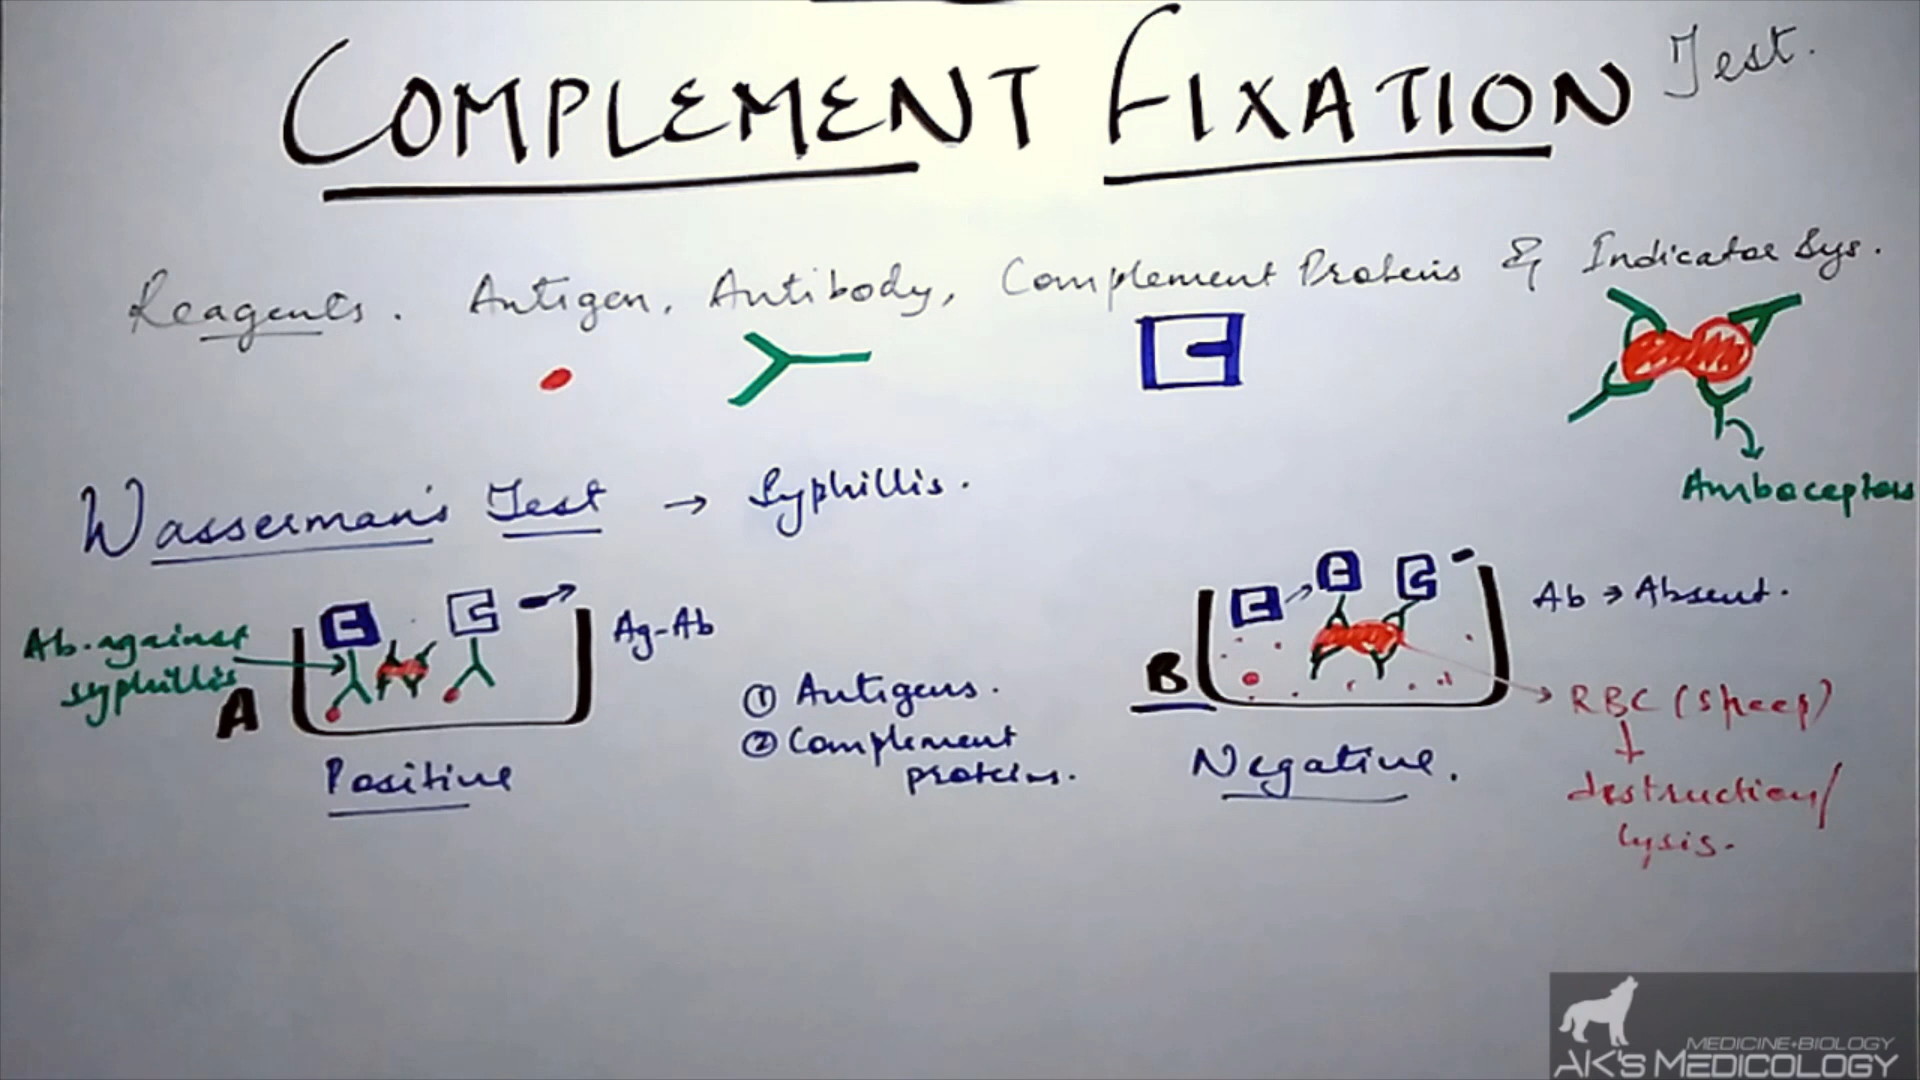 COMPLEMENT FIXATION Test.
Reagents. Antigen, Antibody, Complement Proteins & Indicator Sys.
Amboceptors
Wasserman's Test → Syphillis.
Ab. against
syphillis
A
Ag-Ab
Positive
① Antigens.
② Complement
proteins.
B
Ab → Absent.
RBC (Sheep)
destruction/
lysis.
Negative.
MEDICINE+BIOLOGY
AK'S MEDICOLOGY